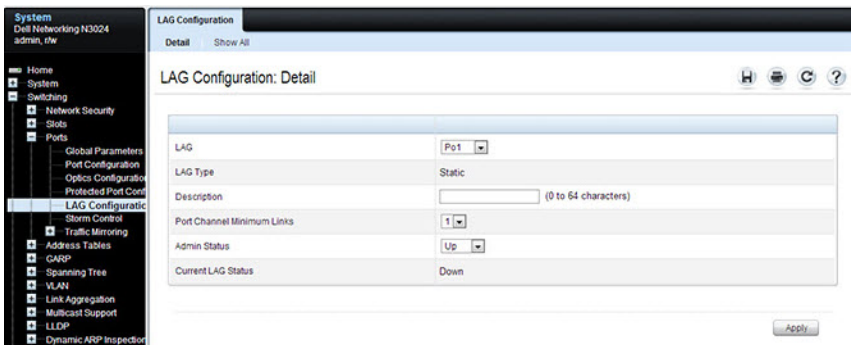 System
Dell Networking N3024
admin, r/w
Home
System
Switching
Network Security
Slots
Ports
Global Parameters
Port Configuration
Optics Configuratio
Protected Port Conf
LAG Configuratic
Storm Control
Traffic Mirroring
Address Tables
GARP
Spanning Tree
VLAN
Link Aggregation
Multicast Support
LLDP
Dynamic ARP Inspection
LAG Configuration
Detail Show All
LAG Configuration: Detail
?
LAG Po1
LAG Type Static
Description (0 to 64 characters)
Port Channel Minimum Links 1
Admin Status Up
Current LAG Status Down
Apply